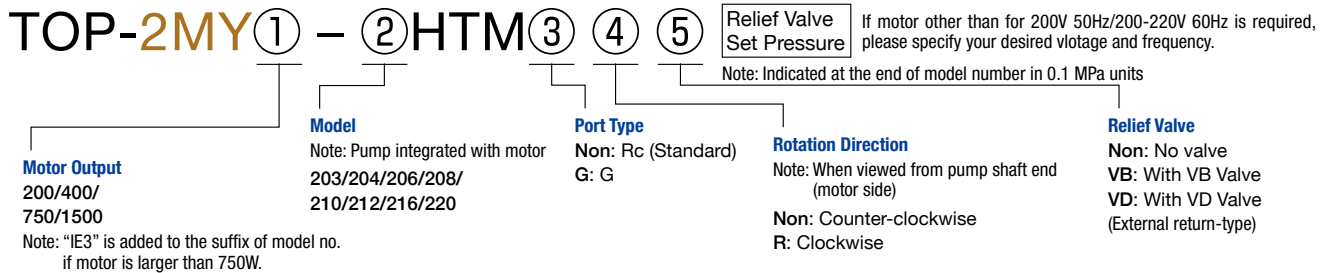 TOP-2MY① – ②HTM③ ④ ⑤
Relief Valve
Set Pressure
If motor other than for 200V 50Hz/200-220V 60Hz is required,
please specify your desired vlotage and frequency.
Note: Indicated at the end of model number in 0.1 MPa units
Motor Output
200/400/
750/1500
Note: “IE3” is added to the suffix of model no.
if motor is larger than 750W.
Model
Note: Pump integrated with motor
203/204/206/208/
210/212/216/220
Port Type
Non: Rc (Standard)
G: G
Rotation Direction
Note: When viewed from pump shaft end
(motor side)
Non: Counter-clockwise
R: Clockwise
Relief Valve
Non: No valve
VB: With VB Valve
VD: With VD Valve
(External return-type)